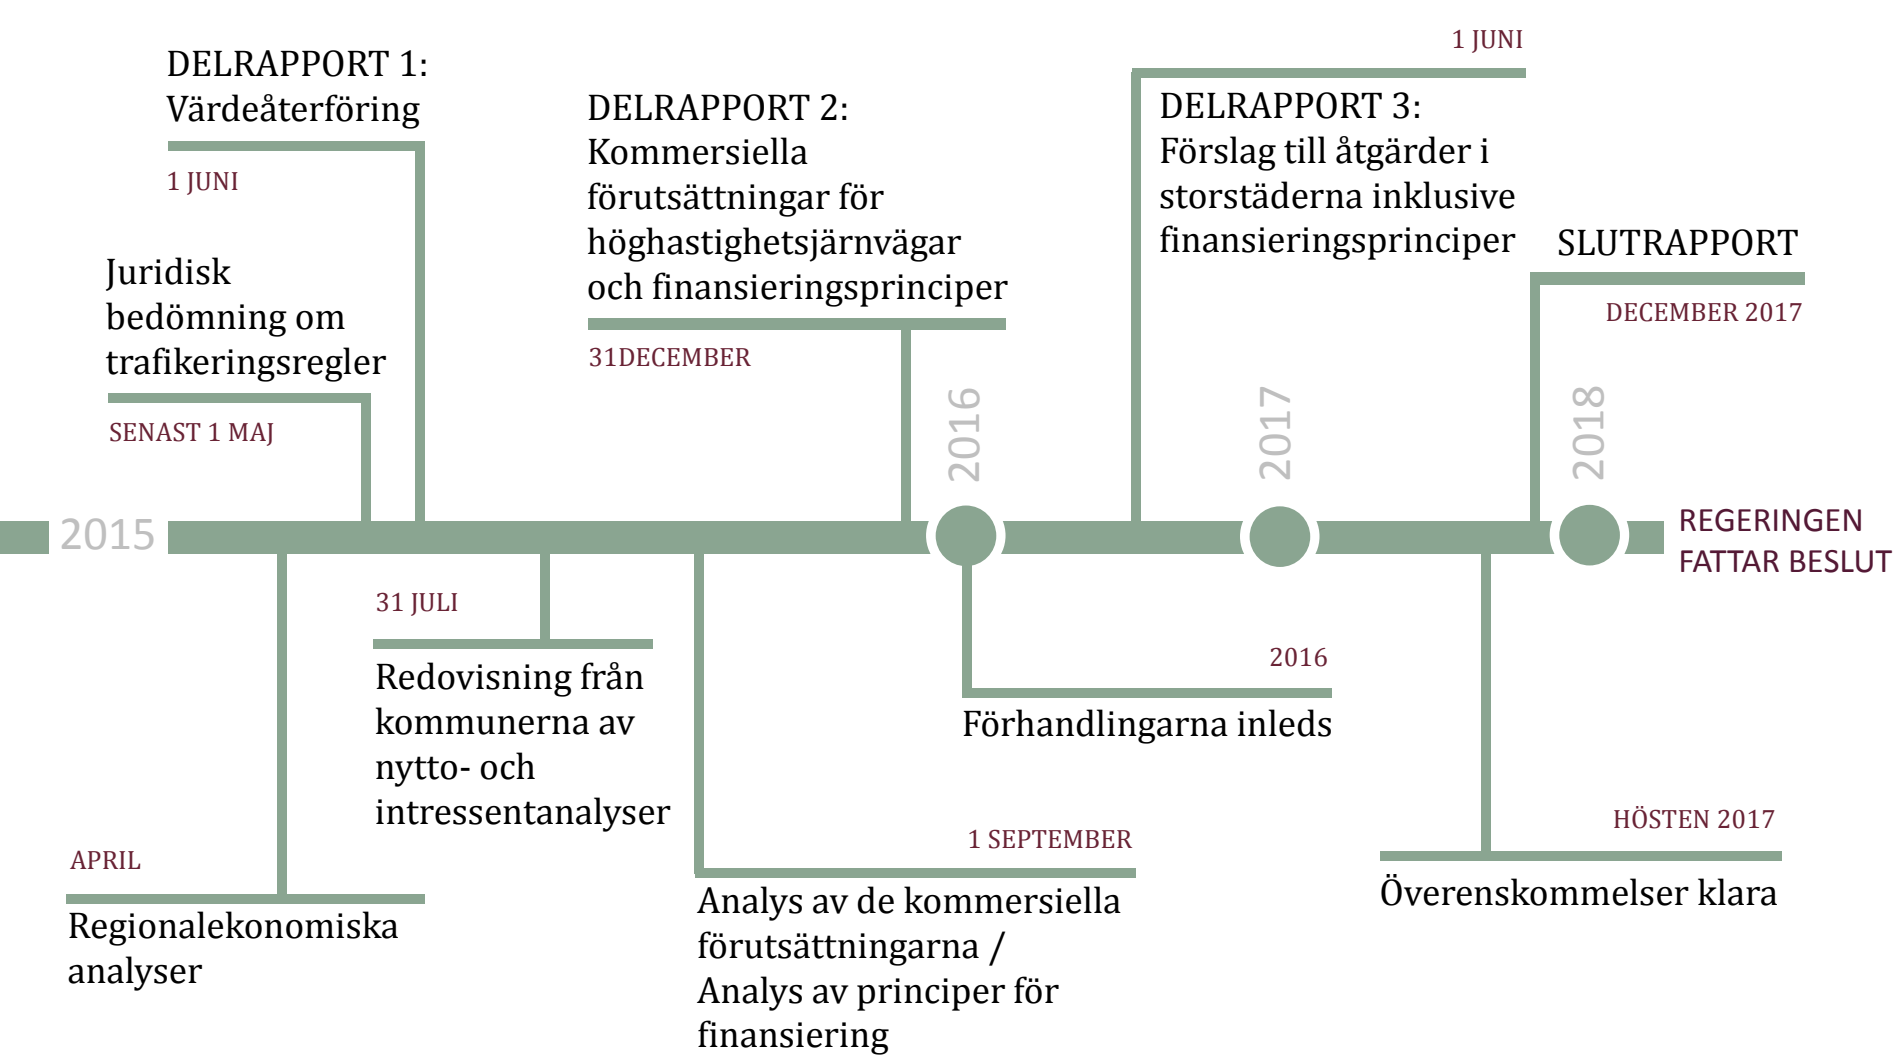 DELRAPPORT 1:
Värdeåterföring
1 JUNI
Juridisk
bedömning om
trafikeringsregler
SENAST 1 MAJ
DELRAPPORT 2:
Kommersiella
förutsättningar för
höghastighetsjärnvägar
och finansieringsprinciper
31DECEMBER
1 JUNI
DELRAPPORT 3:
Förslag till åtgärder i
storstäderna inklusive
finansieringsprinciper
SLUTRAPPORT
DECEMBER 2017
2015
2016
2017
2018
REGERINGEN
FATTAR BESLUT
APRIL
Regionalekonomiska
analyser
31 JULI
Redovisning från
kommunerna av
nytto- och
intressentanalyser
1 SEPTEMBER
Analys av de kommersiella
förutsättningarna /
Analys av principer för
finansiering
2016
Förhandlingarna inleds
HÖSTEN 2017
Överenskommelser klara